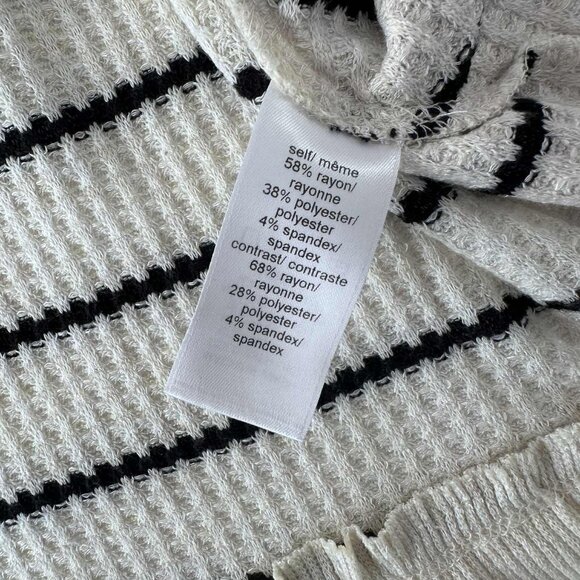 self/ même
58% rayon/
rayonne
38% polyester/
polyester
4% spandex/
spandex
contrast/ contraste
68% rayon/
rayonne
28% polyester/
polyester
4% spandex/
spandex